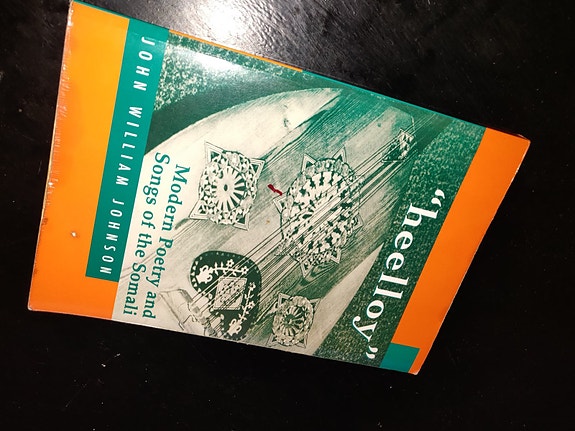 "heelloy"
Modern Poetry and
Songs of the Somali
JOHN WILLIAM JOHNSON